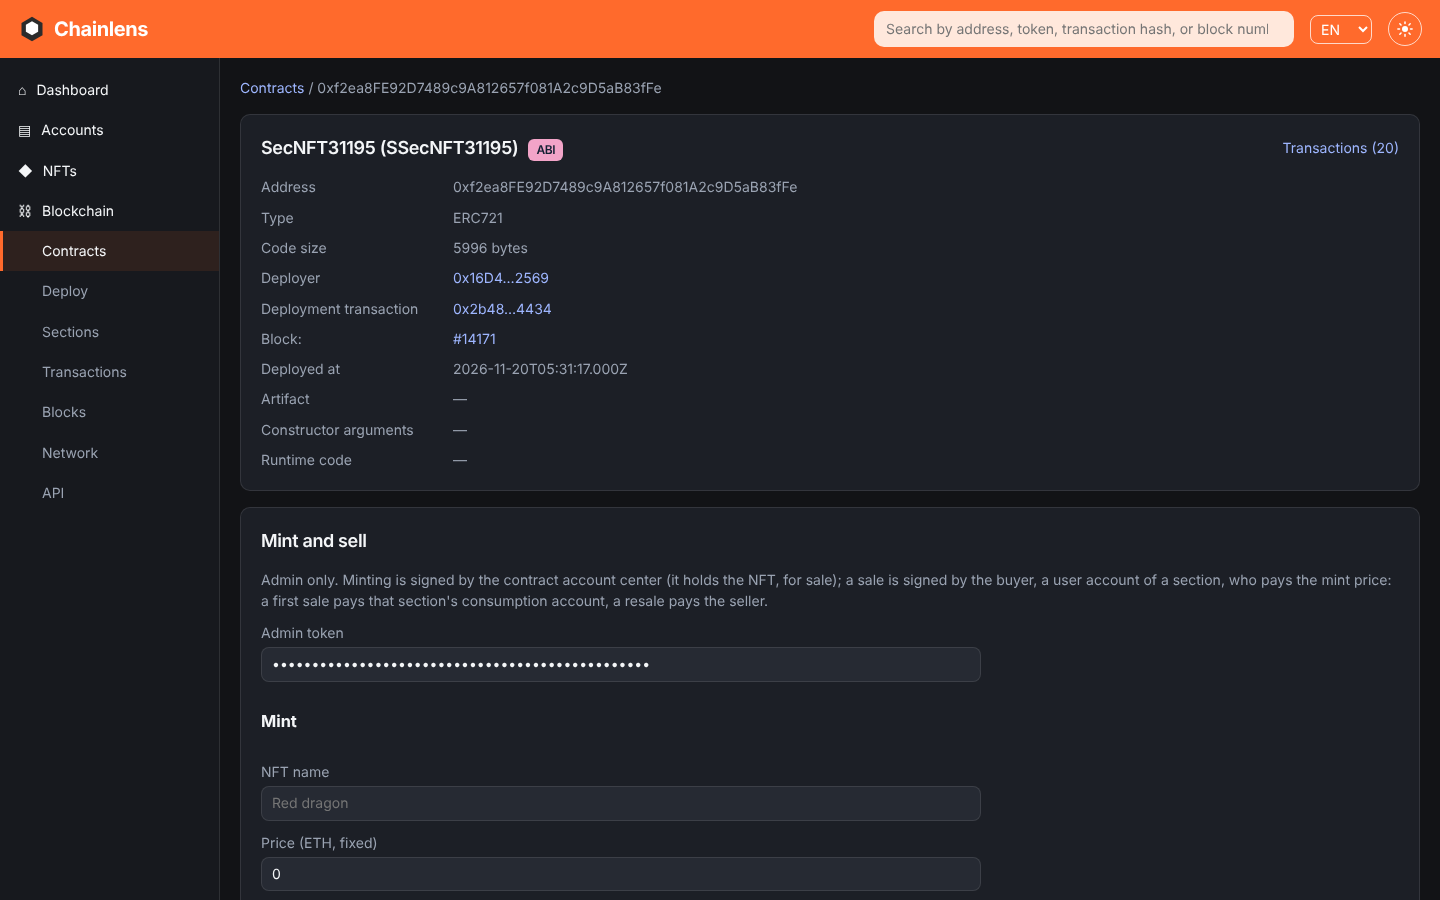 Chainlens
Search by address, token, transaction hash, or block numl
EN
Dashboard
Accounts
NFTs
Blockchain
Contracts
Deploy
Sections
Transactions
Blocks
Network
API
Contracts / 0xf2ea8FE92D7489c9A812657f081A2c9D5aB83fFe
SecNFT31195 (SSecNFT31195) ABI
Transactions (20)
Address 0xf2ea8FE92D7489c9A812657f081A2c9D5aB83fFe
Type ERC721
Code size 5996 bytes
Deployer 0x16D4...2569
Deployment transaction 0x2b48...4434
Block: #14171
Deployed at 2026-11-20T05:31:17.000Z
Artifact —
Constructor arguments —
Runtime code —
Mint and sell
Admin only. Minting is signed by the contract account center (it holds the NFT, for sale); a sale is signed by the buyer, a user account of a section, who pays the mint price:
a first sale pays that section's consumption account, a resale pays the seller.
Admin token
••••••••••••••••••••••••••••••••••••••••••••••••
Mint
NFT name
Red dragon
Price (ETH, fixed)
0